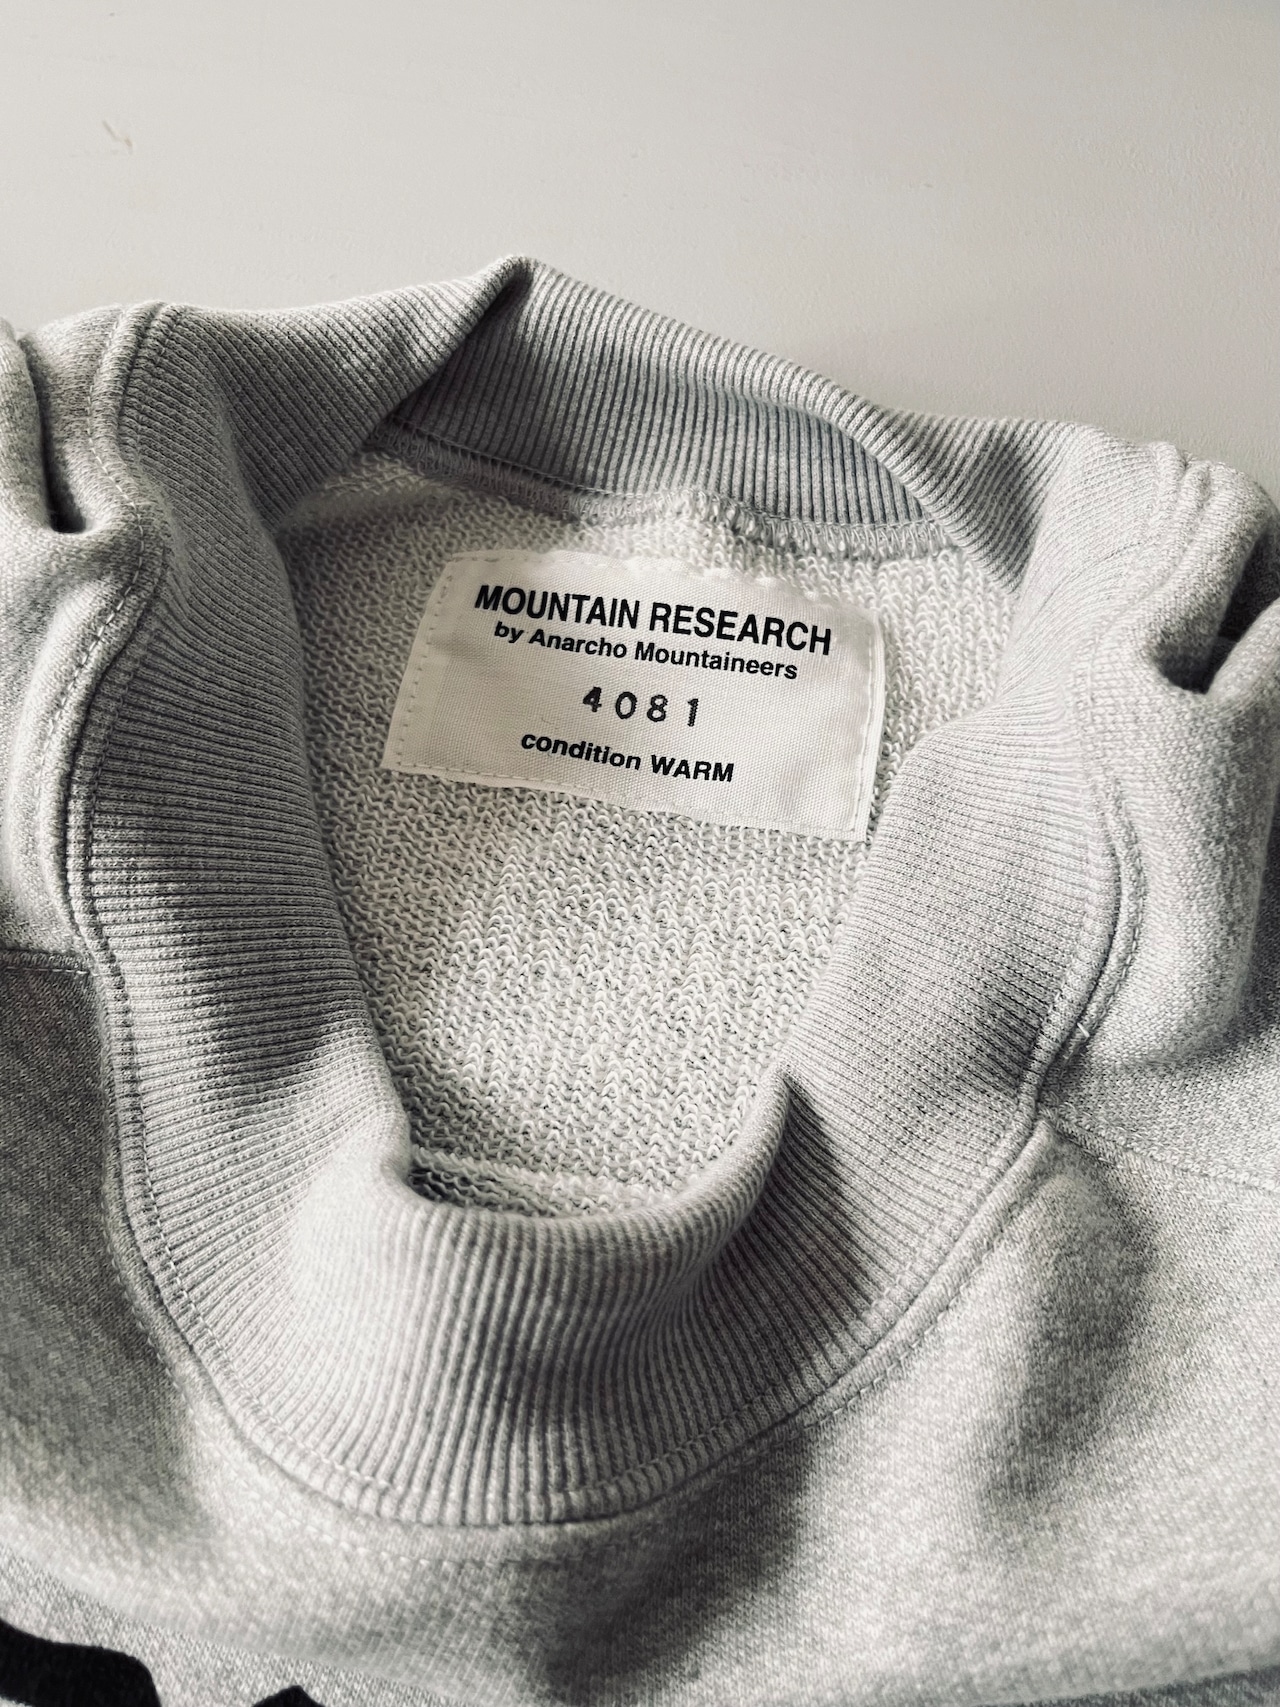 MOUNTAIN RESEARCH
by Anarcho Mountaineers
4081
condition WARM